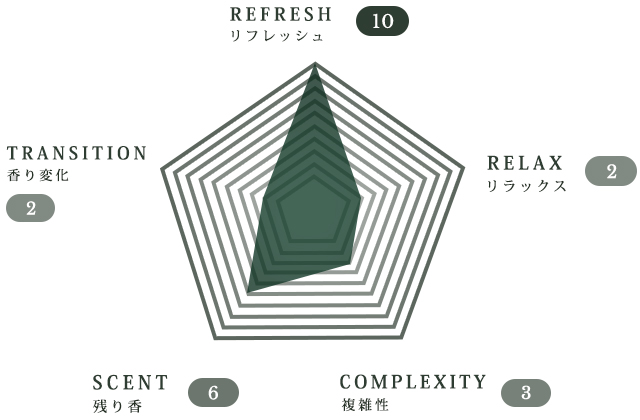 REFRESH
リフレッシュ
10
TRANSITION
香り変化
2
RELAX
リラックス
2
SCENT
残り香
6
COMPLEXITY
複雑性
3